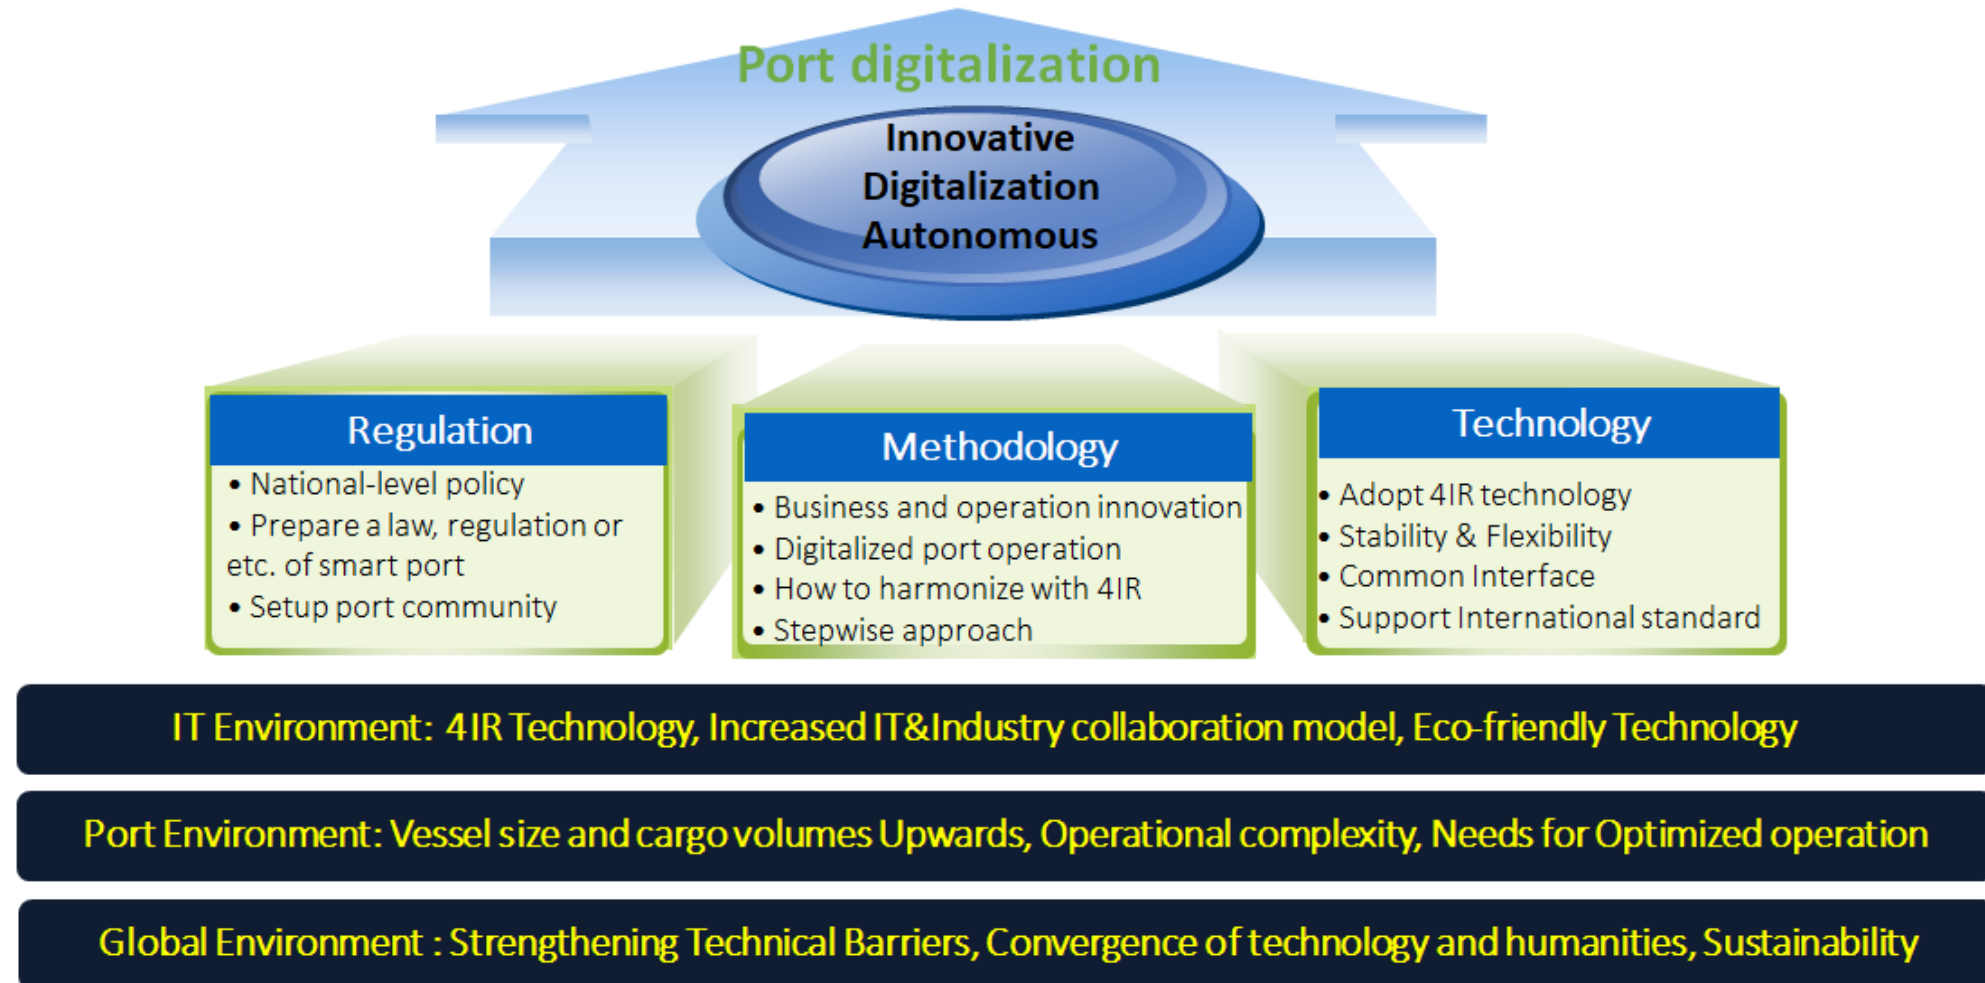 Port digitalization
Innovative
Digitalization
Autonomous
Regulation
• National-level policy
• Prepare a law, regulation or
etc. of smart port
• Setup port community
Methodology
• Business and operation innovation
• Digitalized port operation
• How to harmonize with 4IR
• Stepwise approach
Technology
• Adopt 4IR technology
• Stability & Flexibility
• Common Interface
• Support International standard
IT Environment: 4IR Technology, Increased IT&Industry collaboration model, Eco-friendly Technology
Port Environment: Vessel size and cargo volumes Upwards, Operational complexity, Needs for Optimized operation
Global Environment : Strengthening Technical Barriers, Convergence of technology and humanities, Sustainability